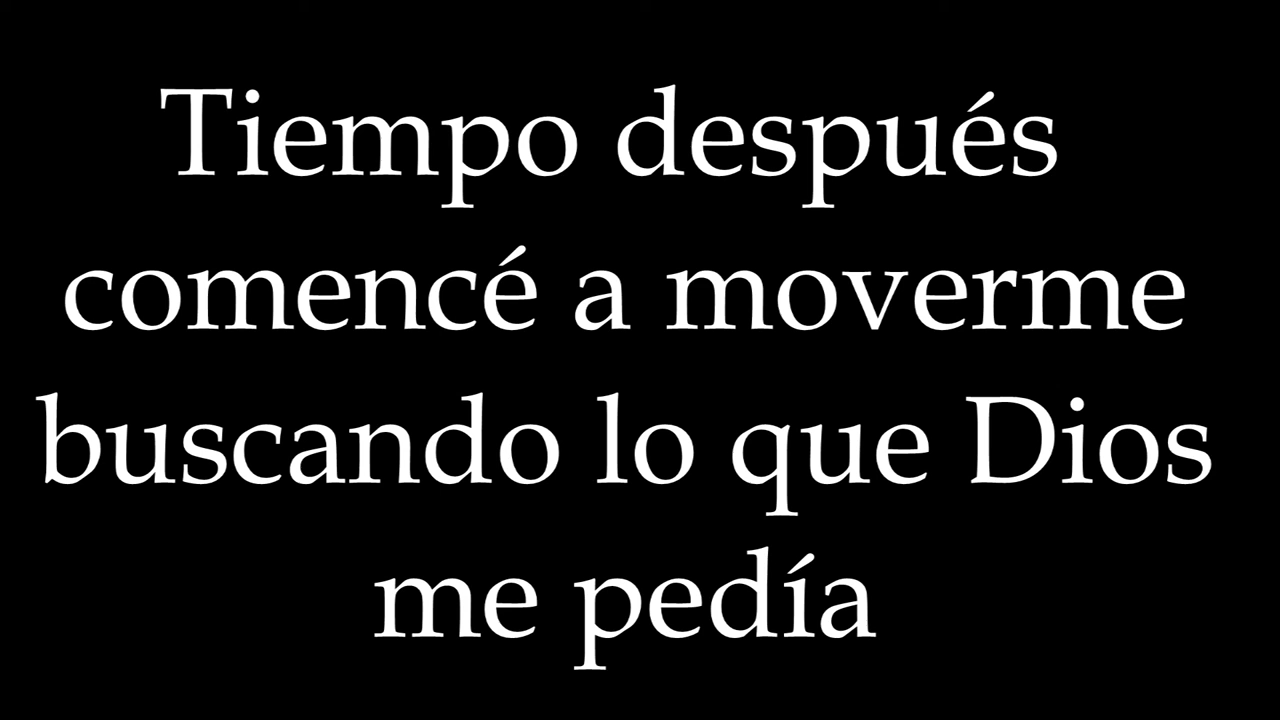 Tiempo después
comencé a moverme
buscando lo que Dios
me pedía